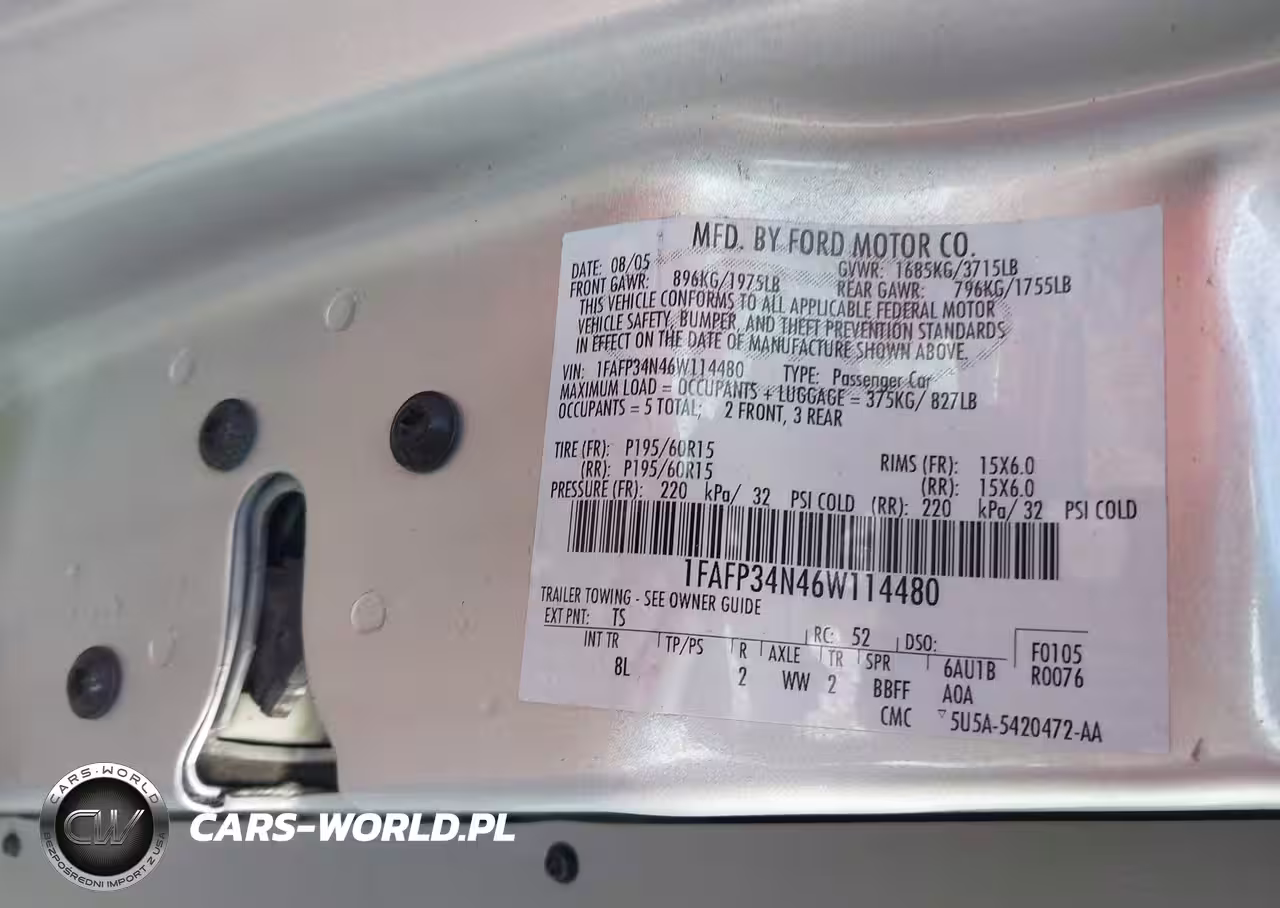 MFD. BY FORD MOTOR CO.
DATE: 08/05 GVWR: 1685KG/3715LB
FRONT GAWR: 896KG/1975LB REAR GAWR: 796KG/1755LB
THIS VEHICLE CONFORMS TO ALL APPLICABLE FEDERAL MOTOR
VEHICLE SAFETY, BUMPER, AND THEFT PREVENTION STANDARDS
IN EFFECT ON THE DATE OF MANUFACTURE SHOWN ABOVE.
VIN: 1FAFP34N46W114480 TYPE: Passenger Car
MAXIMUM LOAD = OCCUPANTS + LUGGAGE = 375KG/ 827LB
OCCUPANTS = 5 TOTAL; 2 FRONT, 3 REAR
TIRE (FR): P195/60R15 RIMS (FR): 15X6.0
(RR): P195/60R15 (RR): 15X6.0
PRESSURE (FR): 220 kPa/ 32 PSI COLD (RR): 220 kPa/ 32 PSI COLD
1FAFP34N46W114480
TRAILER TOWING - SEE OWNER GUIDE
EXT PNT: TS RC: 52 DSO:
INT TR TP/PS R AXLE TR SPR 6AU1B F0105
8L 2 WW 2 BBFF A0A R0076
CMC 5U5A-5420472-AA
CARS-WORLD
CW
BEZPOŚREDNI IMPORT Z USA
CARS-WORLD.PL